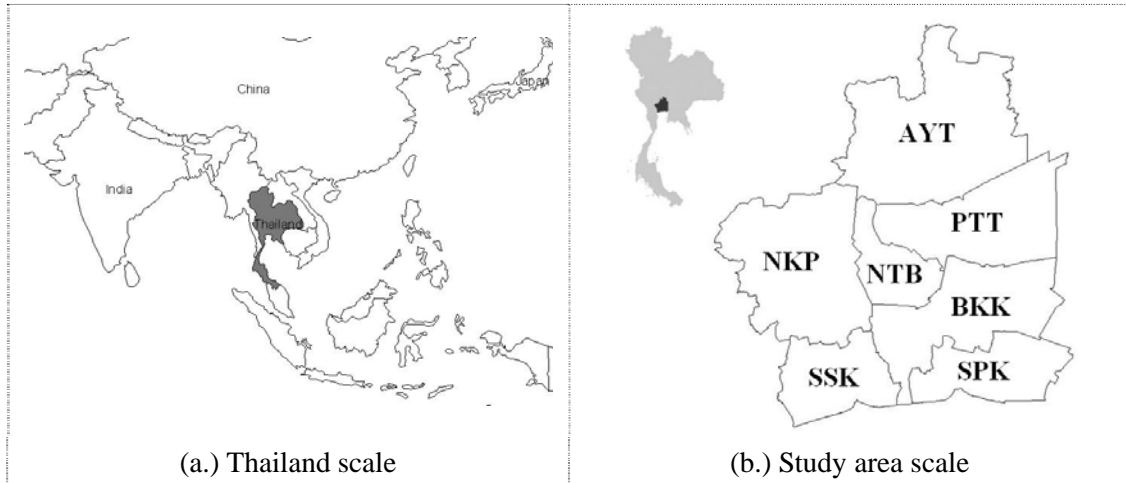 China
Japan
India
Thailand
(a.) Thailand scale
AYT
PTT
NKP
NTB
BKK
SSK
SPK
(b.) Study area scale